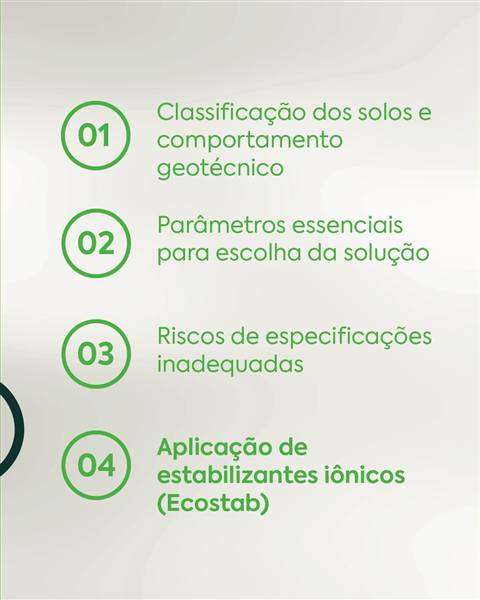 01
Classificação dos solos e
comportamento
geotécnico
02
Parâmetros essenciais
para escolha da solução
03
Riscos de especificações
inadequadas
04
Aplicação de
estabilizantes iônicos
(Ecostab)